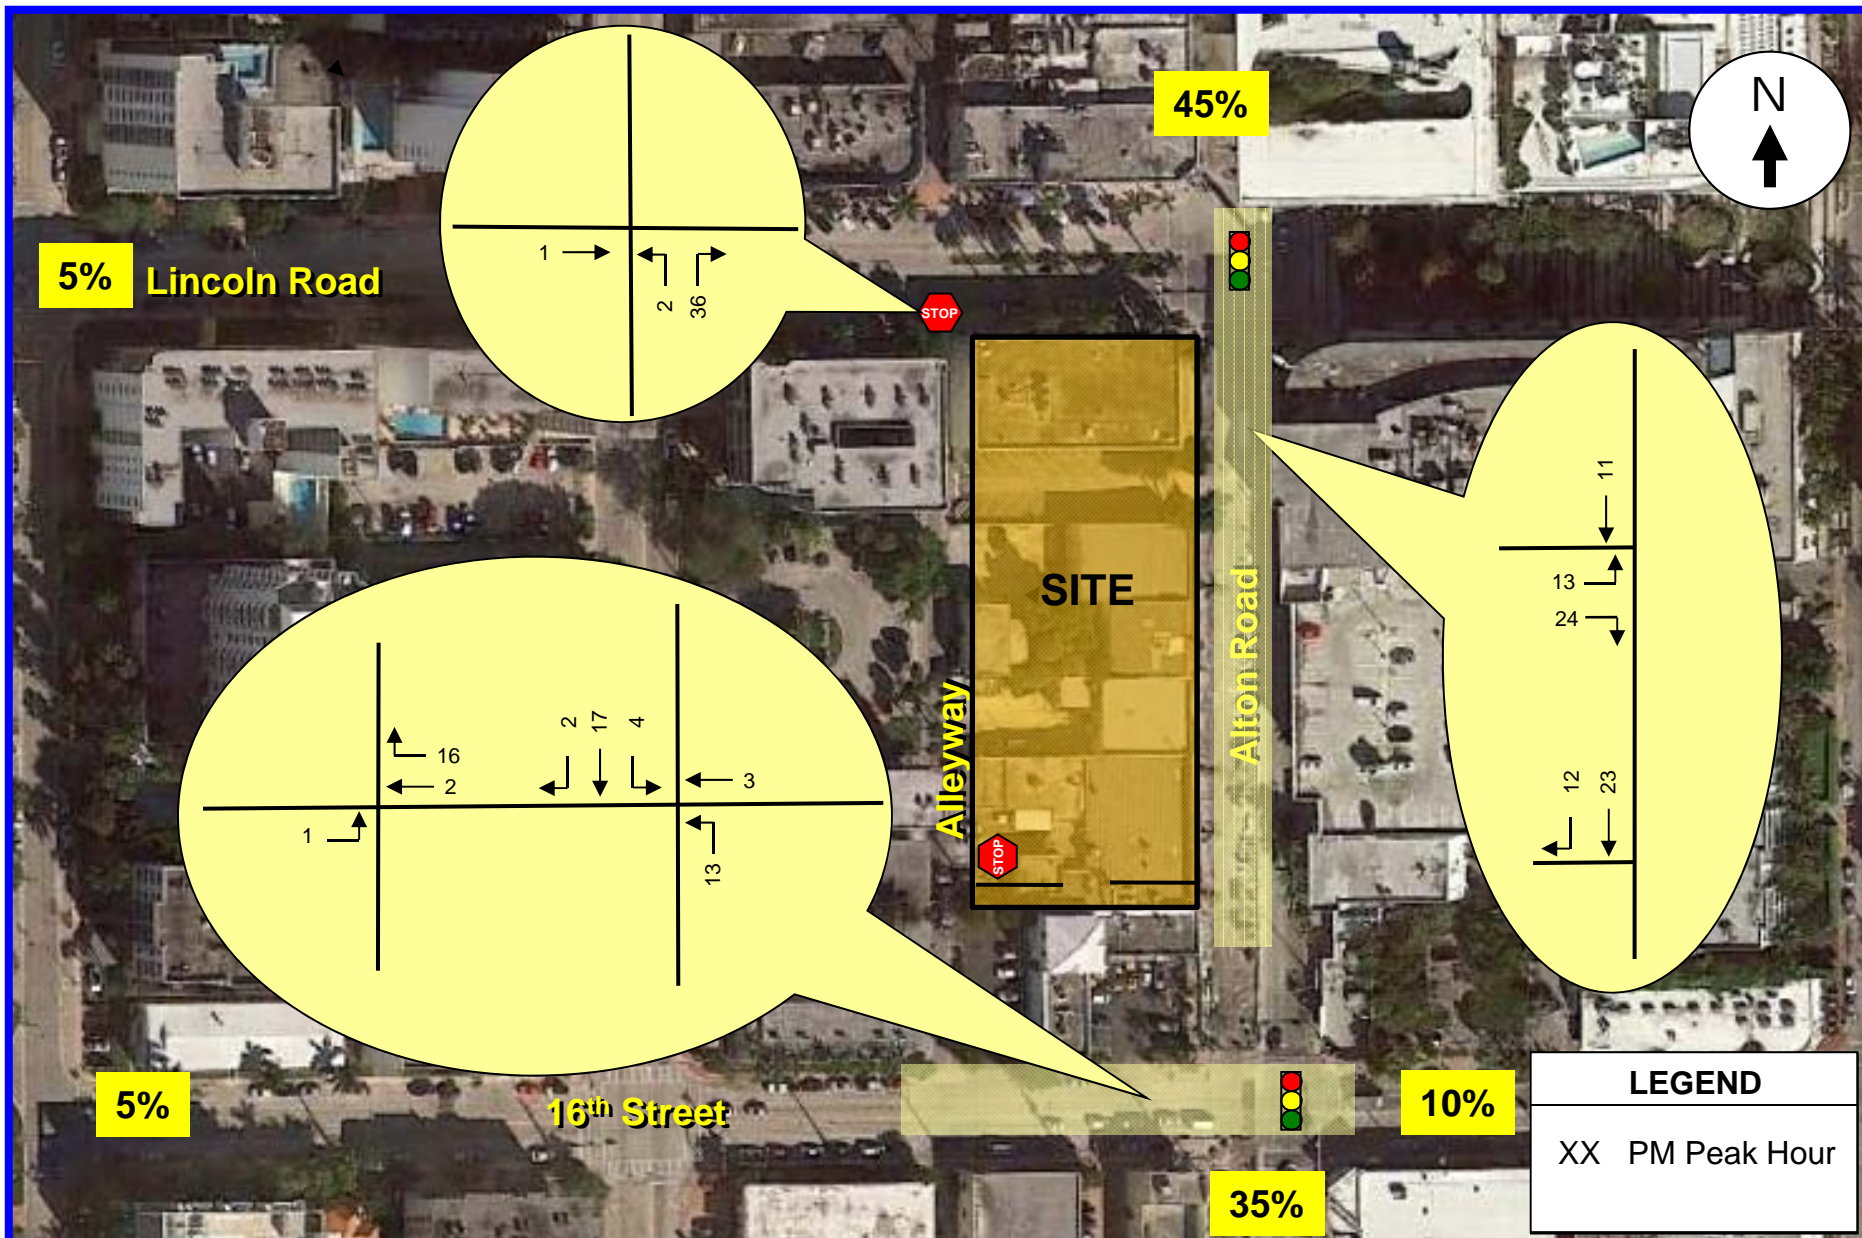 45%
N
5% Lincoln Road
1
2
36
STOP
11
13
24
SITE
Alton Road
Alleyway
2
17
4
16
2
3
1
13
12
23
STOP
5%
16th Street
10%
35%
LEGEND
XX PM Peak Hour